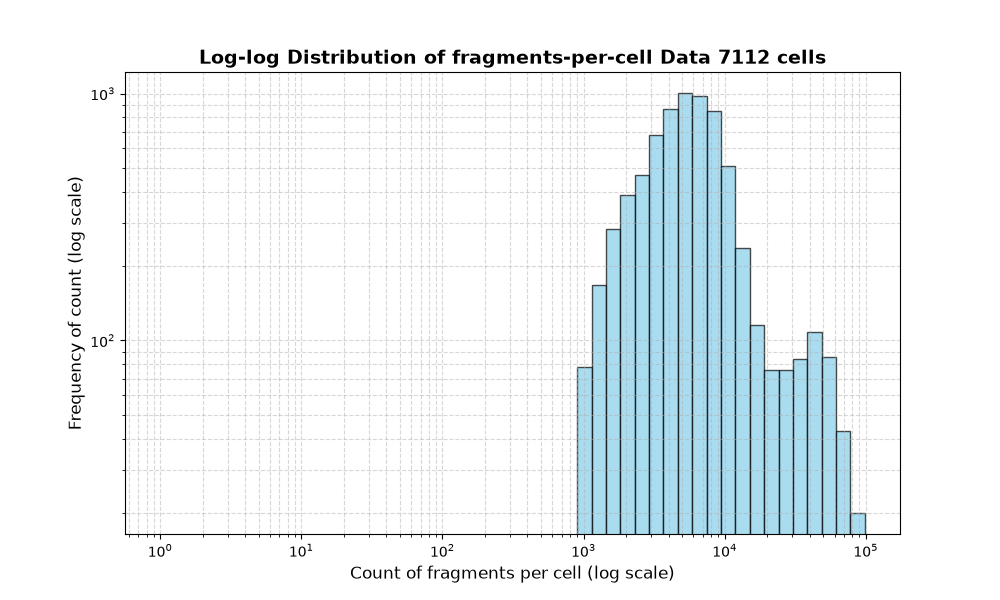 Log-log Distribution of fragments-per-cell Data 7112 cells
Frequency of count (log scale)
10³
10²
10⁰ 10¹ 10² 10³ 10⁴ 10⁵
Count of fragments per cell (log scale)